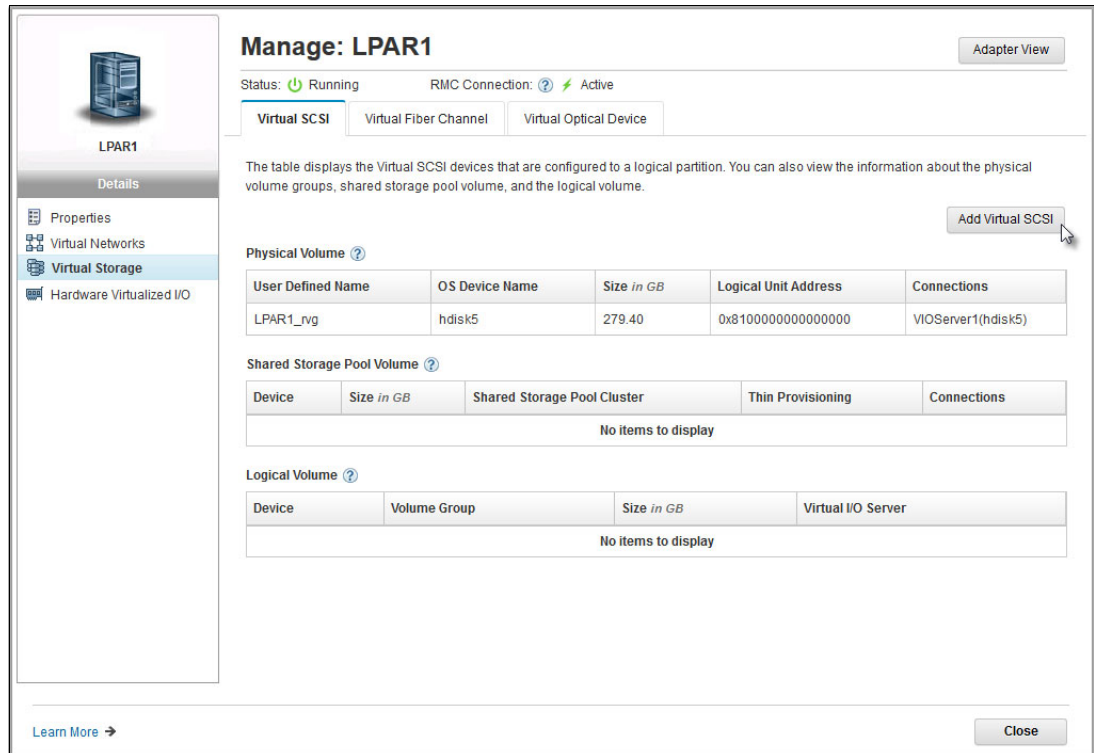 Manage: LPAR1
Adapter View
Status: Running RMC Connection: ? Active
Virtual SCSI Virtual Fiber Channel Virtual Optical Device
LPAR1
Details
Properties
Virtual Networks
Virtual Storage
Hardware Virtualized I/O
The table displays the Virtual SCSI devices that are configured to a logical partition. You can also view the information about the physical
volume groups, shared storage pool volume, and the logical volume.
Add Virtual SCSI
Physical Volume ?
User Defined Name OS Device Name Size in GB Logical Unit Address Connections
LPAR1_rvg hdisk5 279.40 0x8100000000000000 VIOServer1(hdisk5)
Shared Storage Pool Volume ?
Device Size in GB Shared Storage Pool Cluster Thin Provisioning Connections
No items to display
Logical Volume ?
Device Volume Group Size in GB Virtual I/O Server
No items to display
Learn More →
Close